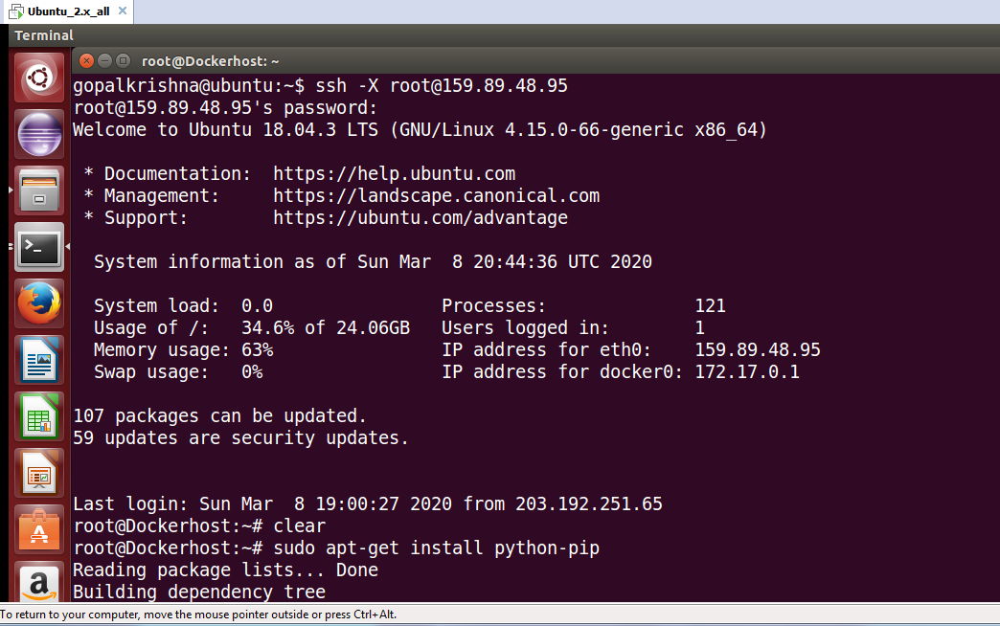 Ubuntu_2.x_all
Terminal
root@Dockerhost: ~
gopalkrishna@ubuntu:~$ ssh -X root@159.89.48.95
root@159.89.48.95's password:
Welcome to Ubuntu 18.04.3 LTS (GNU/Linux 4.15.0-66-generic x86_64)
* Documentation:  https://help.ubuntu.com
* Management:     https://landscape.canonical.com
* Support:        https://ubuntu.com/advantage
System information as of Sun Mar  8 20:44:36 UTC 2020
System load:  0.0                Processes:              121
Usage of /:   34.6% of 24.06GB   Users logged in:        1
Memory usage: 63%                IP address for eth0:    159.89.48.95
Swap usage:   0%                 IP address for docker0: 172.17.0.1
107 packages can be updated.
59 updates are security updates.
Last login: Sun Mar  8 19:00:27 2020 from 203.192.251.65
root@Dockerhost:~# clear
root@Dockerhost:~# sudo apt-get install python-pip
Reading package lists... Done
Building dependency tree
To return to your computer, move the mouse pointer outside or press Ctrl+Alt.